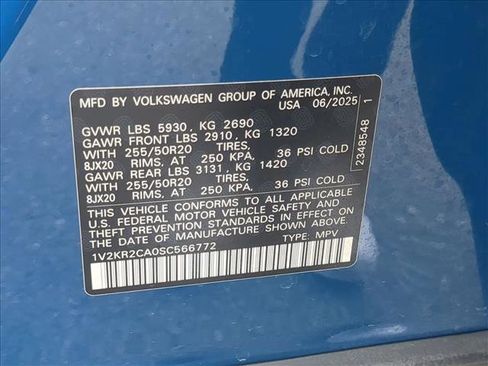 MFD BY VOLKSWAGEN GROUP OF AMERICA, INC.
USA 06/2025
GVWR LBS 5930, KG 2690
GAWR FRONT LBS 2910, KG 1320
WITH 255/50R20 TIRES,
8JX20 RIMS, AT 250 KPA, 36 PSI COLD
GAWR REAR LBS 3131, KG 1420
WITH 255/50R20 TIRES,
8JX20 RIMS, AT 250 KPA, 36 PSI COLD
THIS VEHICLE CONFORMS TO ALL APPLICABLE
U.S. FEDERAL MOTOR VEHICLE SAFETY AND
THEFT PREVENTION STANDARDS IN EFFECT ON
THE DATE OF MANUFACTURE SHOWN ABOVE.
1V2KR2CA0SC566772 TYPE: MPV
2348548 1